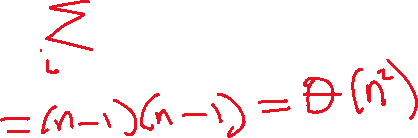 ∑
i
= (n-1)(n-1) = Θ(n²)